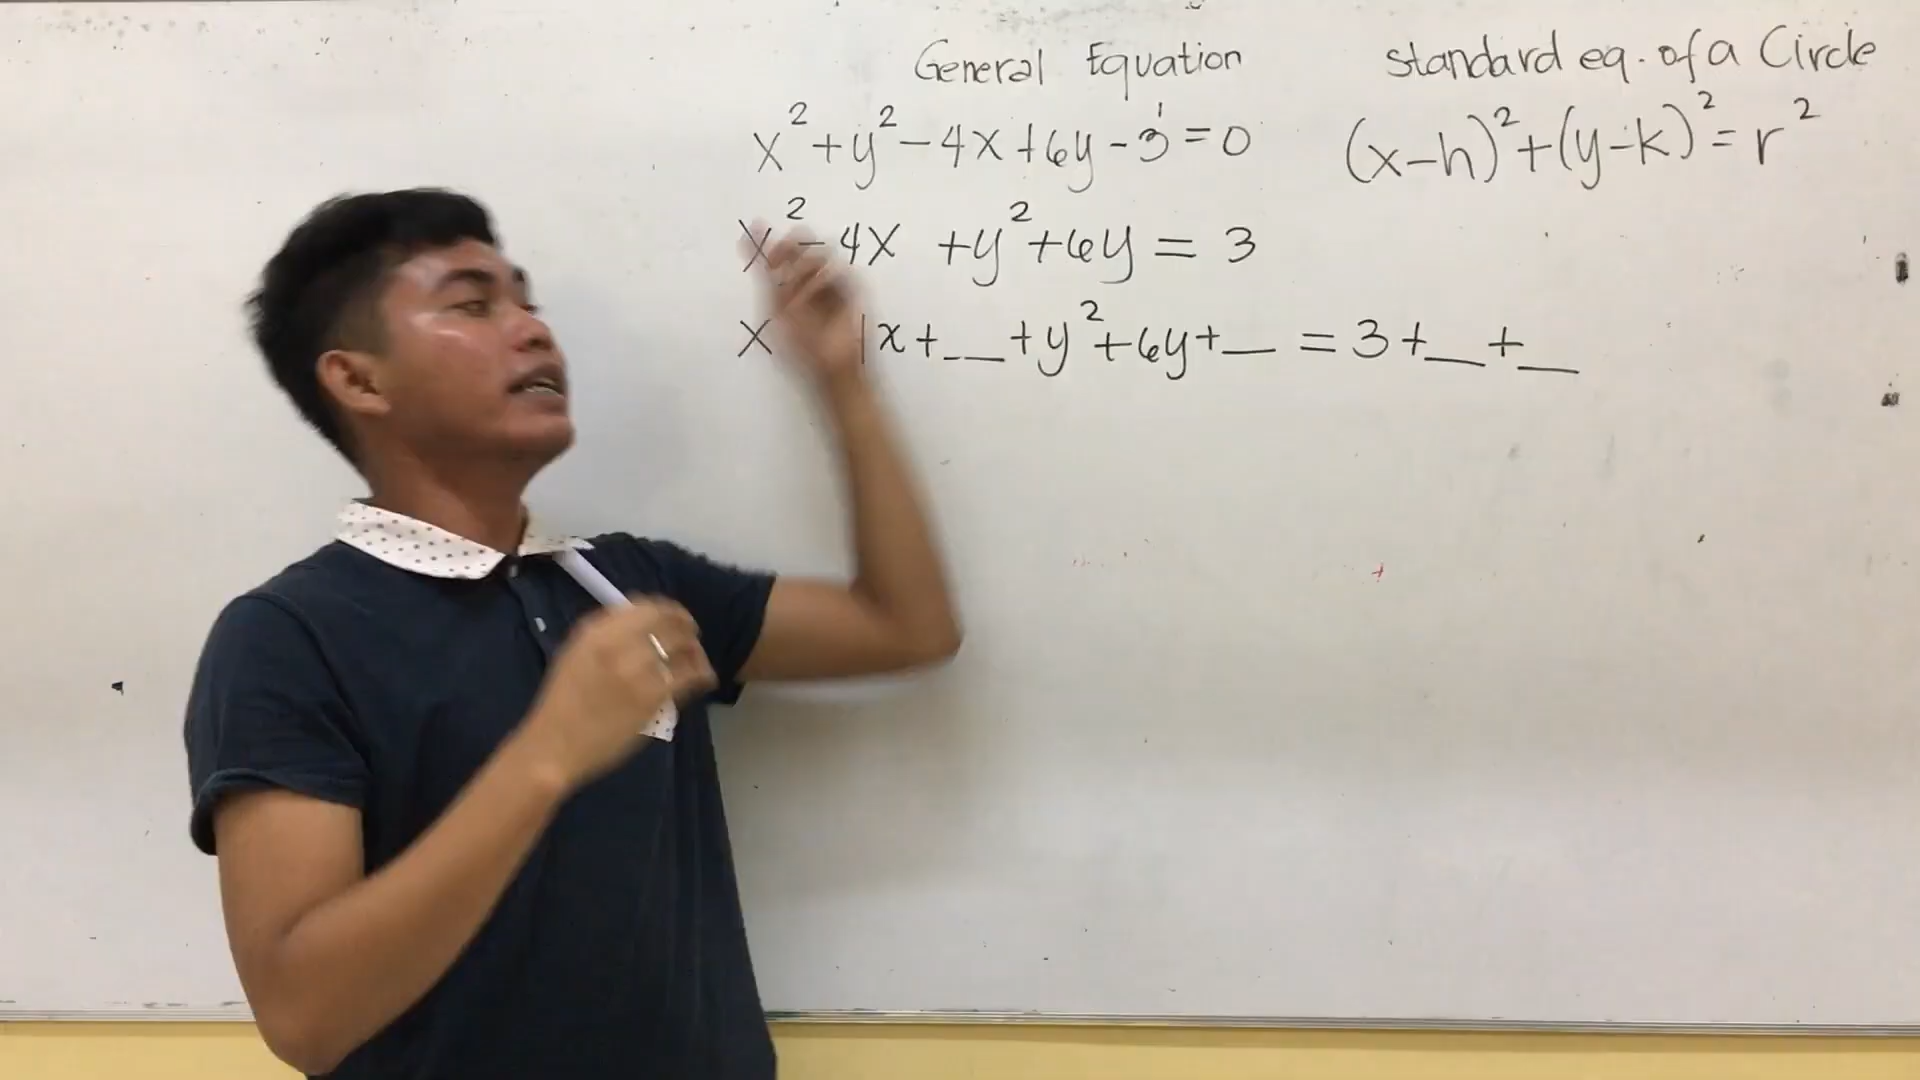 General Equation
standard eq. of a Circle
x²+y²-4x+6y-3=0
(x-h)²+(y-k)²=r²
x²-4x +y²+6y = 3
x x+__+y²+6y+__ = 3+__+__